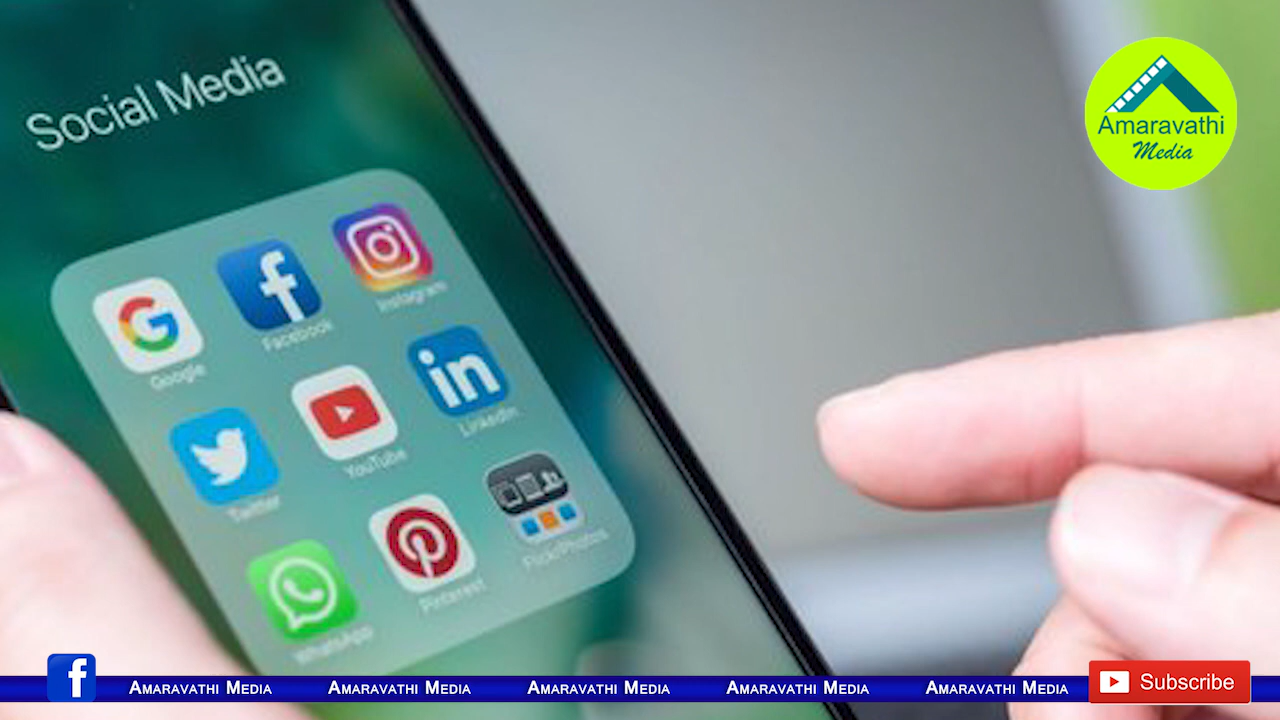 Social Media
Amaravathi
Media
Google
Facebook
Instagram
Twitter
YouTube
LinkedIn
WhatsApp
Pinterest
FlickrPhotos
AMARAVATHI MEDIA AMARAVATHI MEDIA AMARAVATHI MEDIA AMARAVATHI MEDIA AMARAVATHI MEDIA
Subscribe